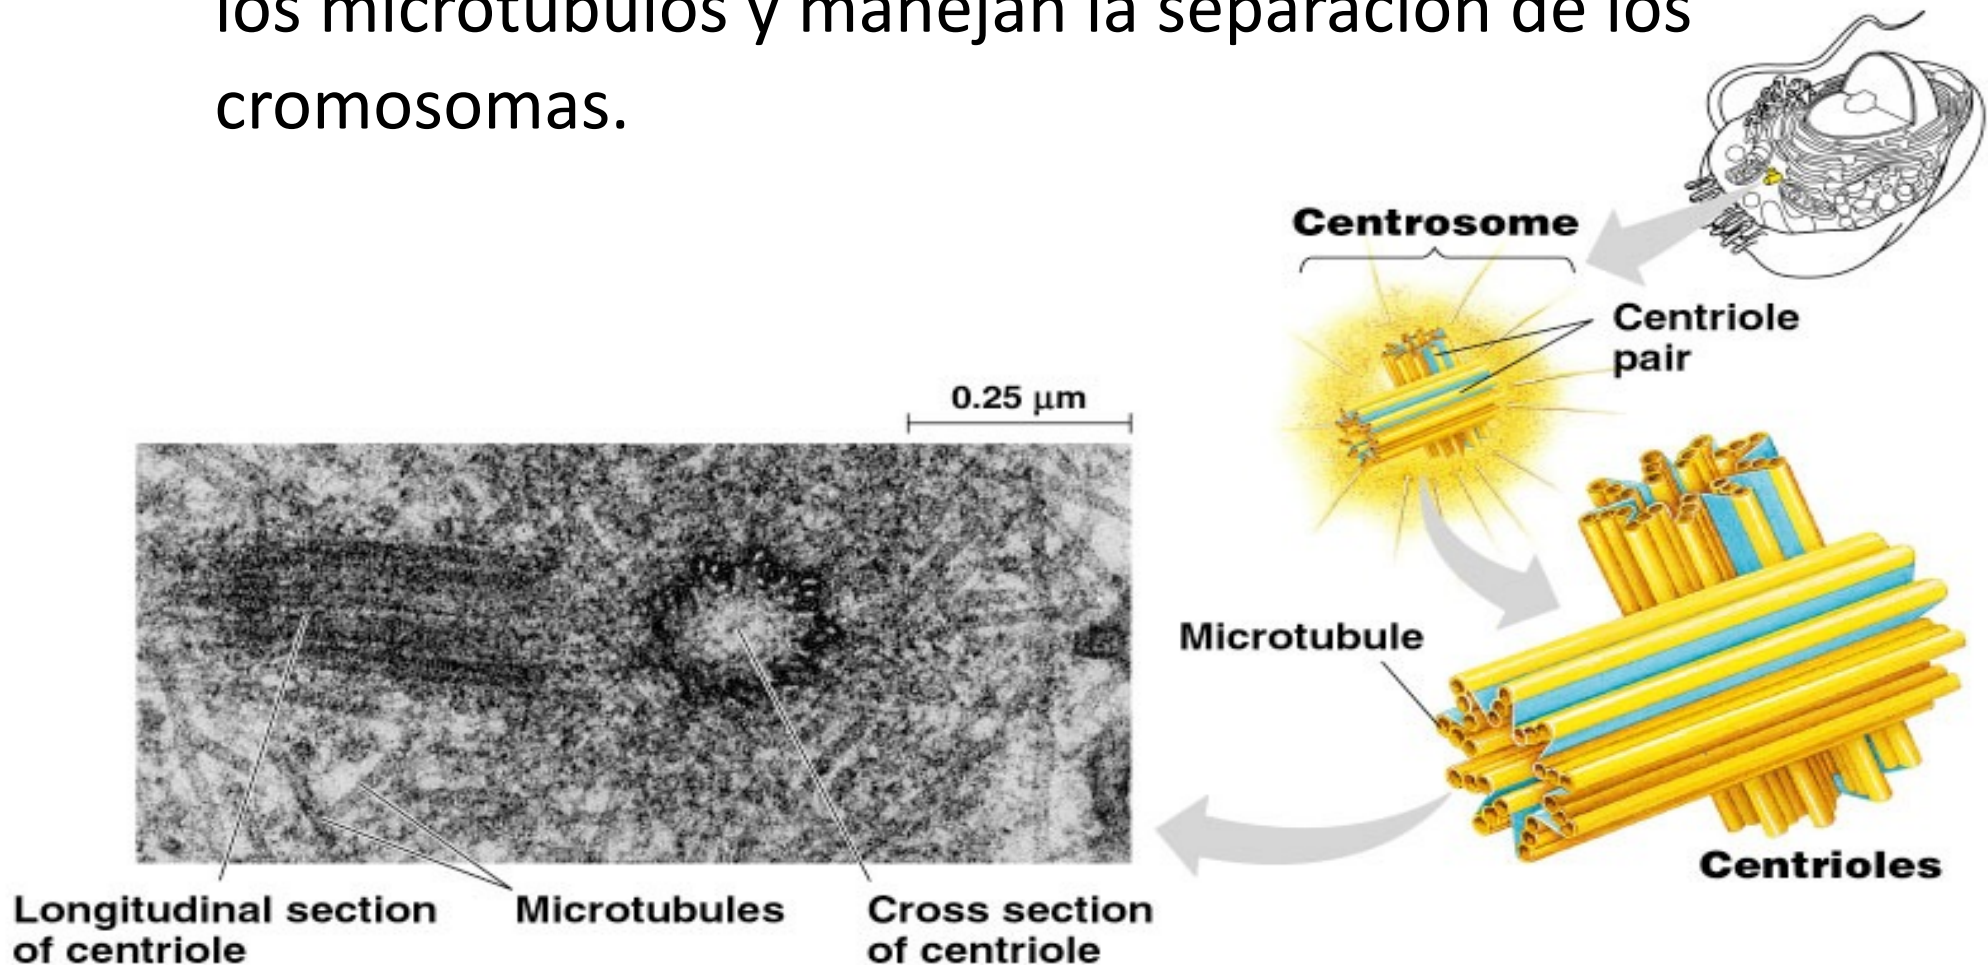 los microtúbulos y manejan la separación de los
cromosomas.
Centrosome
Centriole
pair
0.25 µm
Microtubule
Centrioles
Longitudinal section
of centriole
Microtubules
Cross section
of centriole